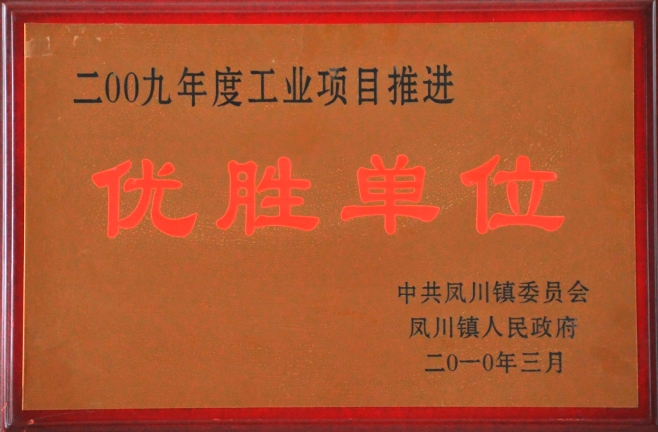 二00九年度工业项目推进
优胜单位
中共凤川镇委员会
凤川镇人民政府
二0一0年三月